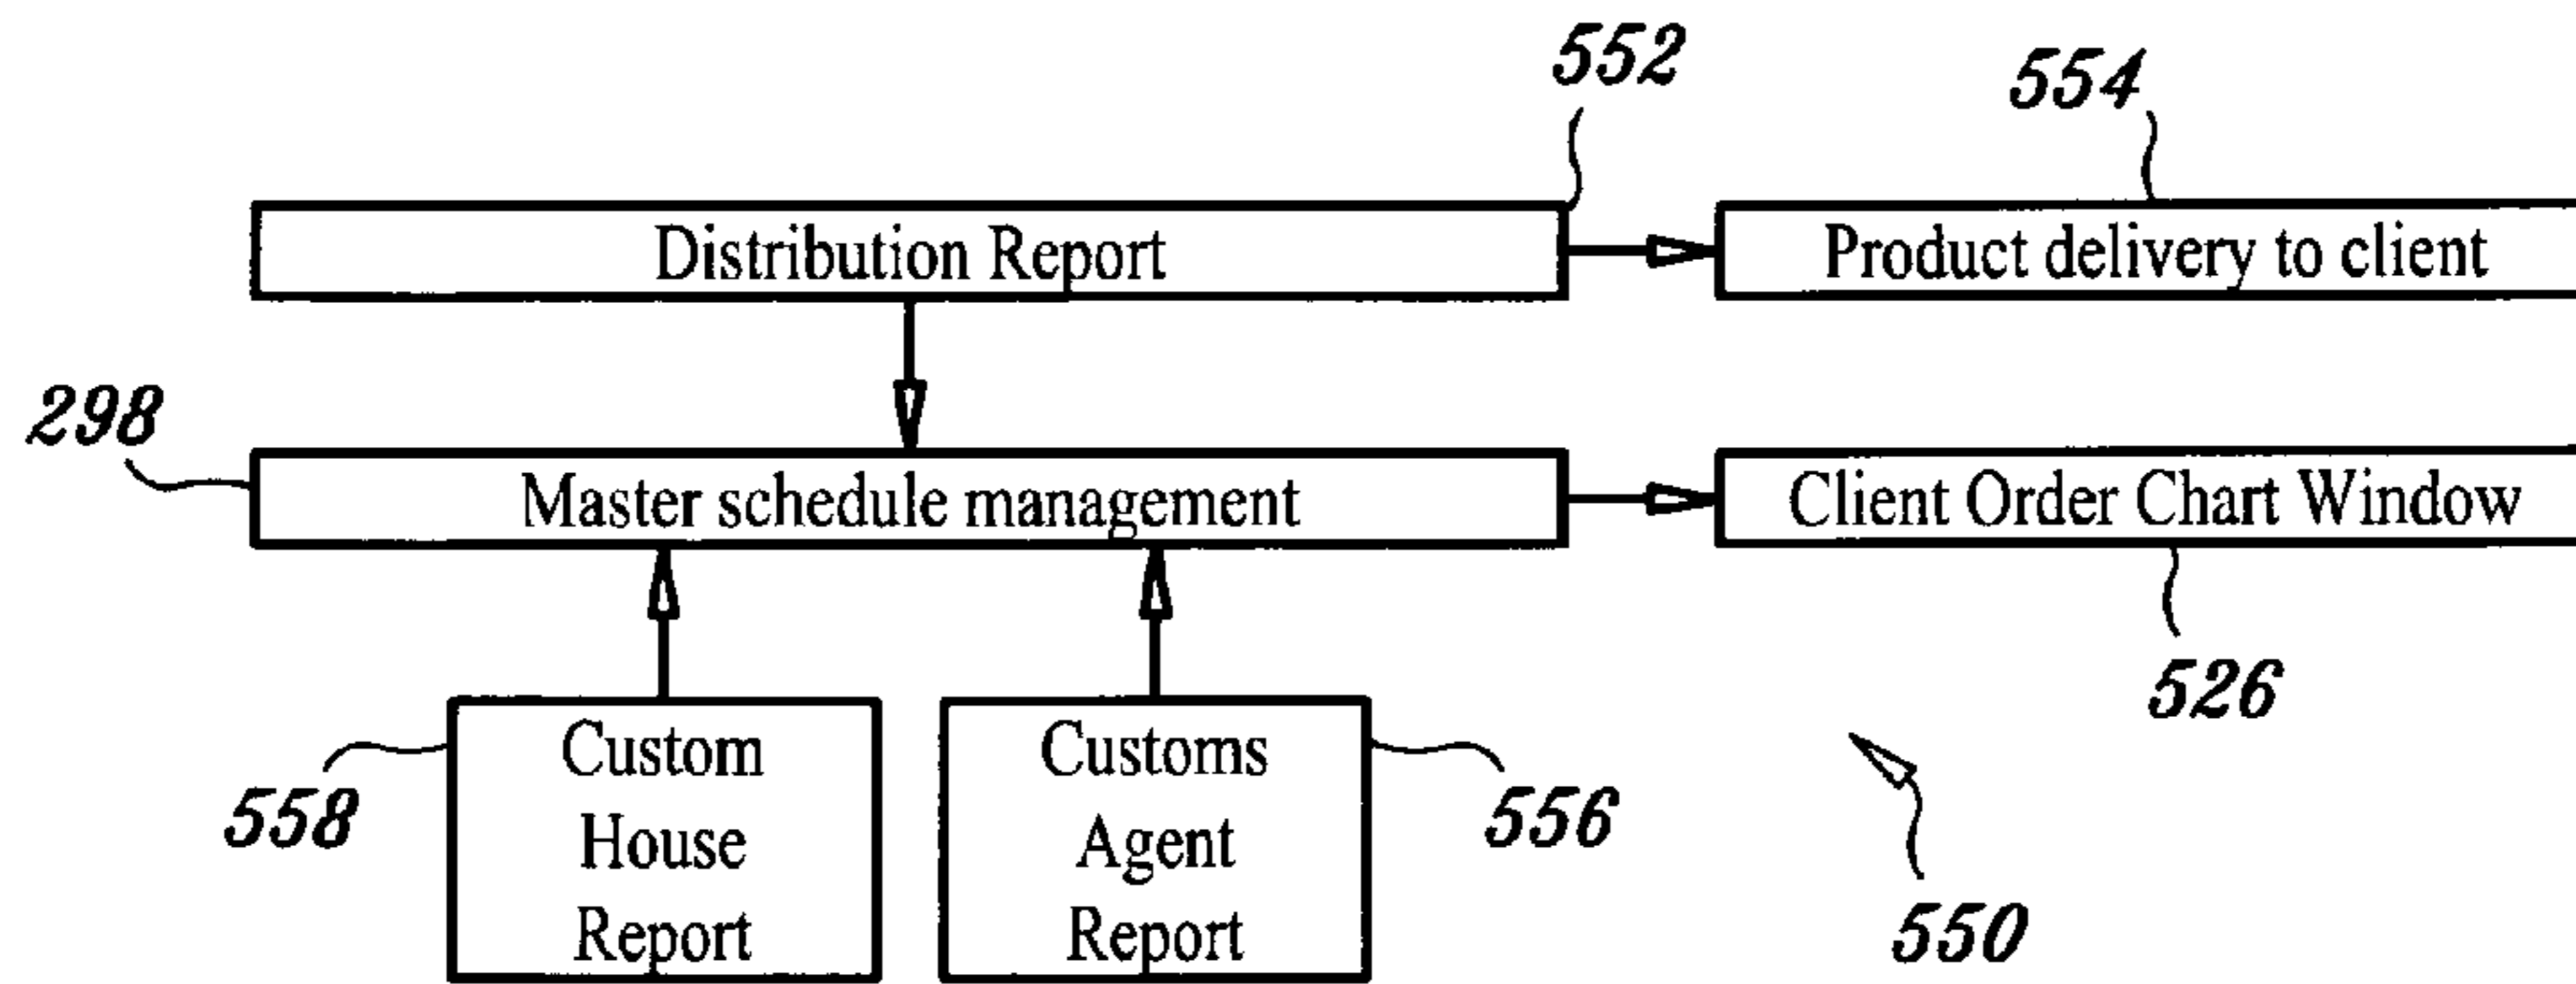 552
554
Distribution Report
Product delivery to client
298
Master schedule management
Client Order Chart Window
526
Custom
House
Report
558
Customs
Agent
Report
556
550